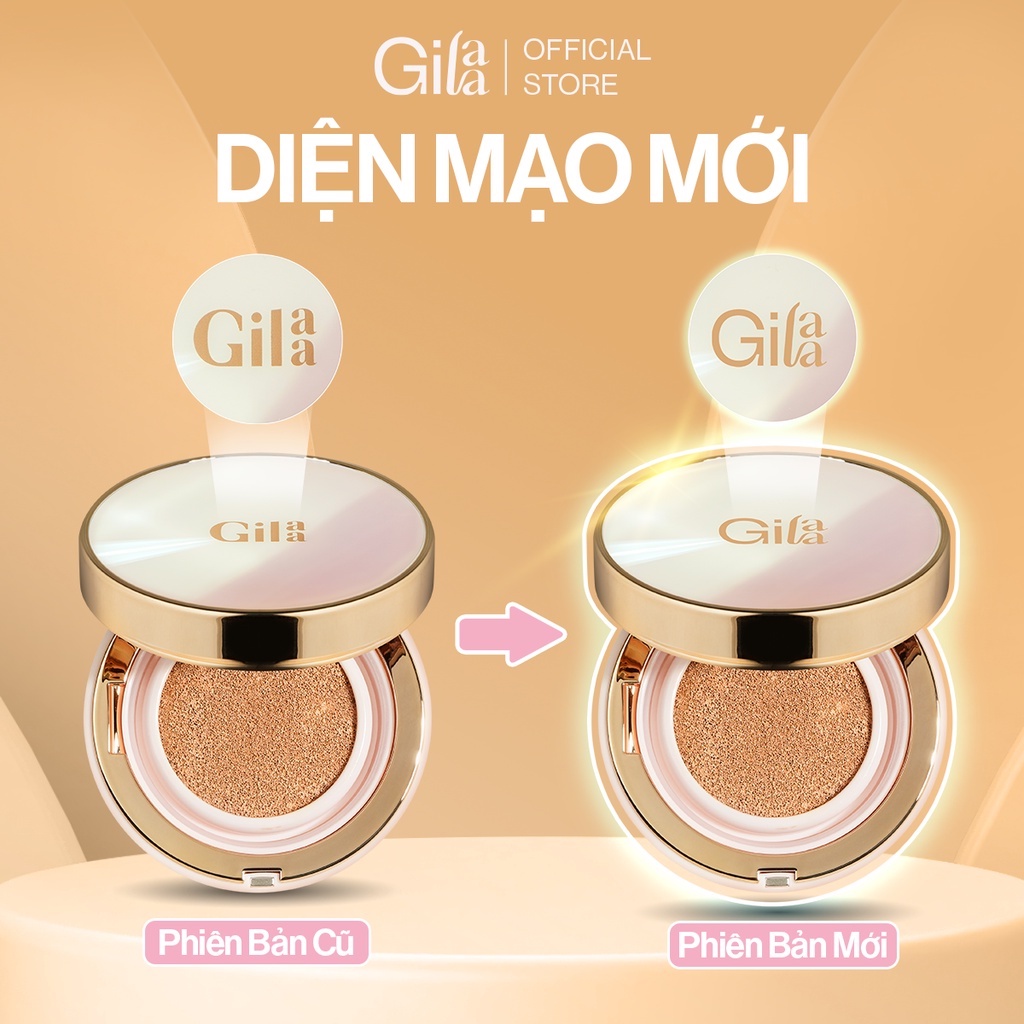 Gilaa
OFFICIAL
STORE
DIỆN MẠO MỚI
Gilaa
Gilaa
Gilaa
Gilaa
Phiên Bản Cũ
Phiên Bản Mới